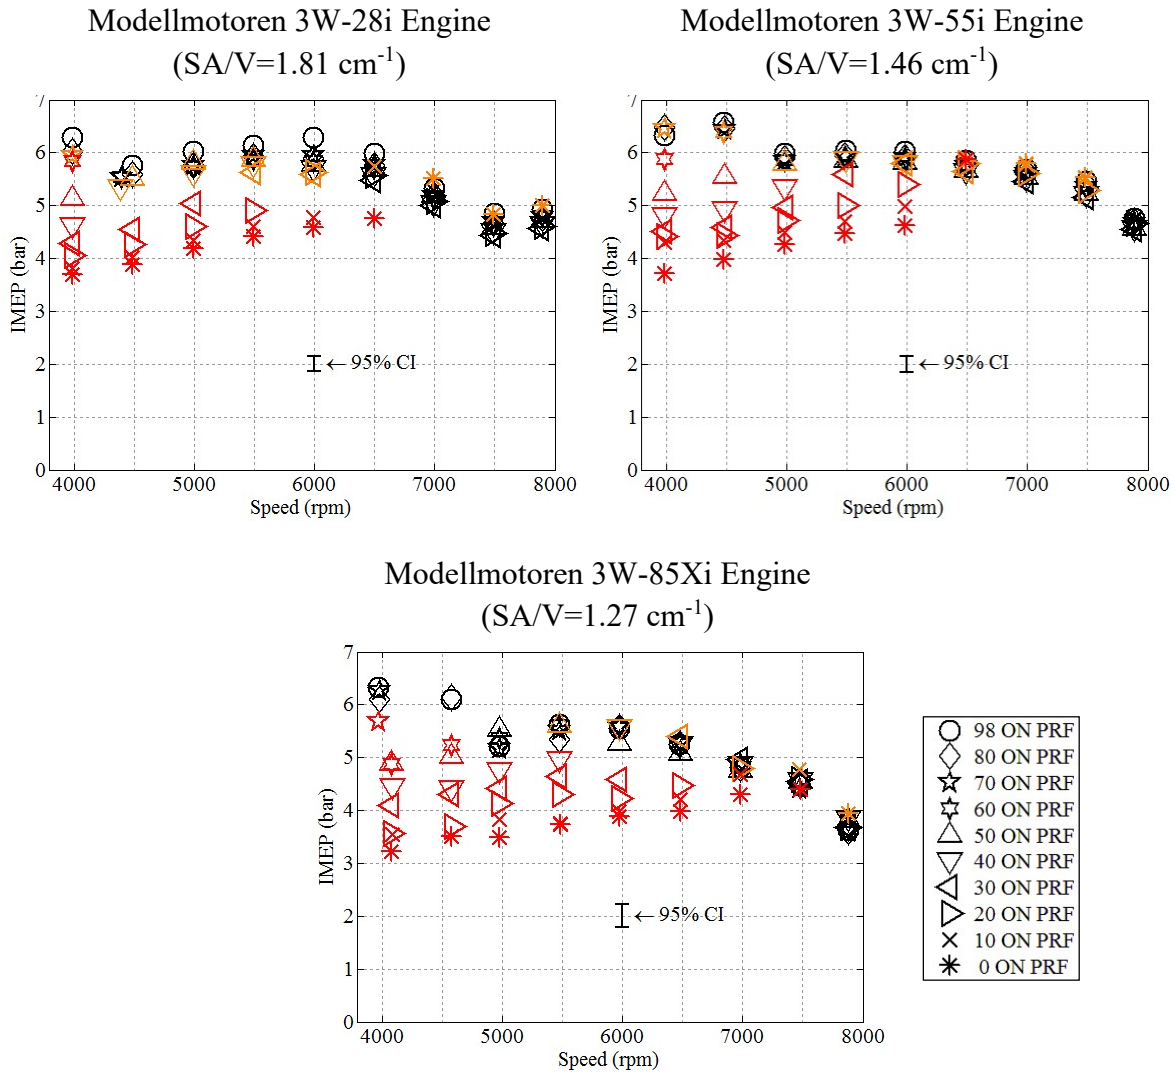 Modellmotoren 3W-28i Engine
(SA/V=1.81 cm-1)
7
6
5
4
3
2
1
0
IMEP (bar)
← 95% CI
4000 5000 6000 7000 8000
Speed (rpm)
Modellmotoren 3W-55i Engine
(SA/V=1.46 cm-1)
7
6
5
4
3
2
1
0
IMEP (bar)
← 95% CI
4000 5000 6000 7000 8000
Speed (rpm)
Modellmotoren 3W-85Xi Engine
(SA/V=1.27 cm-1)
7
6
5
4
3
2
1
0
IMEP (bar)
← 95% CI
4000 5000 6000 7000 8000
Speed (rpm)
98 ON PRF
80 ON PRF
70 ON PRF
60 ON PRF
50 ON PRF
40 ON PRF
30 ON PRF
20 ON PRF
10 ON PRF
0 ON PRF